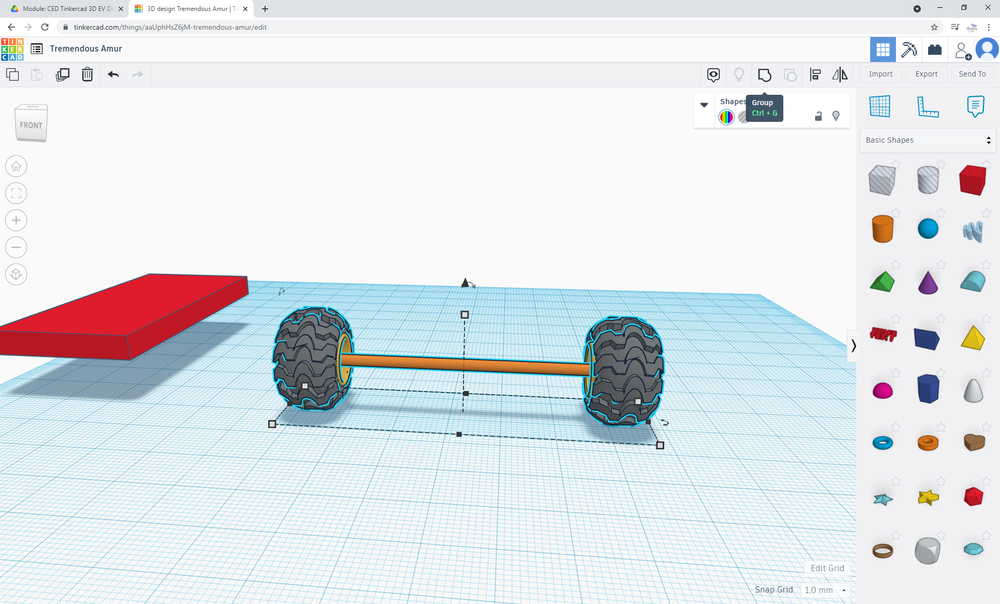 Module: CED Tinkercad 3D EV Dr
3D design Tremendous Amur | Ti
tinkercad.com/things/aaUphHsZ6jM-tremendous-amur/edit
TIN
KER
CAD
Tremendous Amur
Import
Export
Send To
Shapes
Group
Ctrl + G
FRONT
Basic Shapes
TEXT
Edit Grid
Snap Grid
1.0 mm